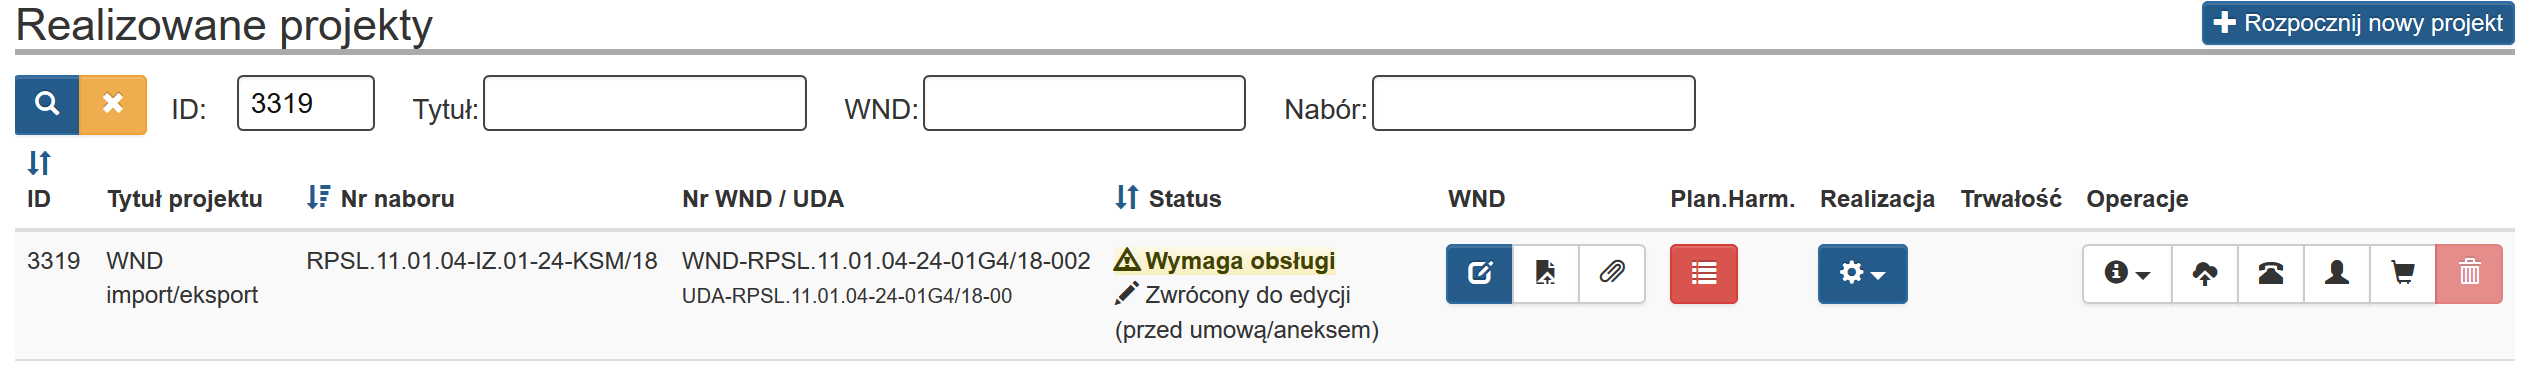 Realizowane projekty
Rozpocznij nowy projekt
ID: 3319 Tytuł: WND: Nabór:
ID Tytuł projektu Nr naboru Nr WND / UDA Status WND Plan.Harm. Realizacja Trwałość Operacje
3319 WND RPSL.11.01.04-IZ.01-24-KSM/18 WND-RPSL.11.01.04-24-01G4/18-002 Wymaga obsługi
import/eksport UDA-RPSL.11.01.04-24-01G4/18-00 Zwrócony do edycji
(przed umową/aneksem)